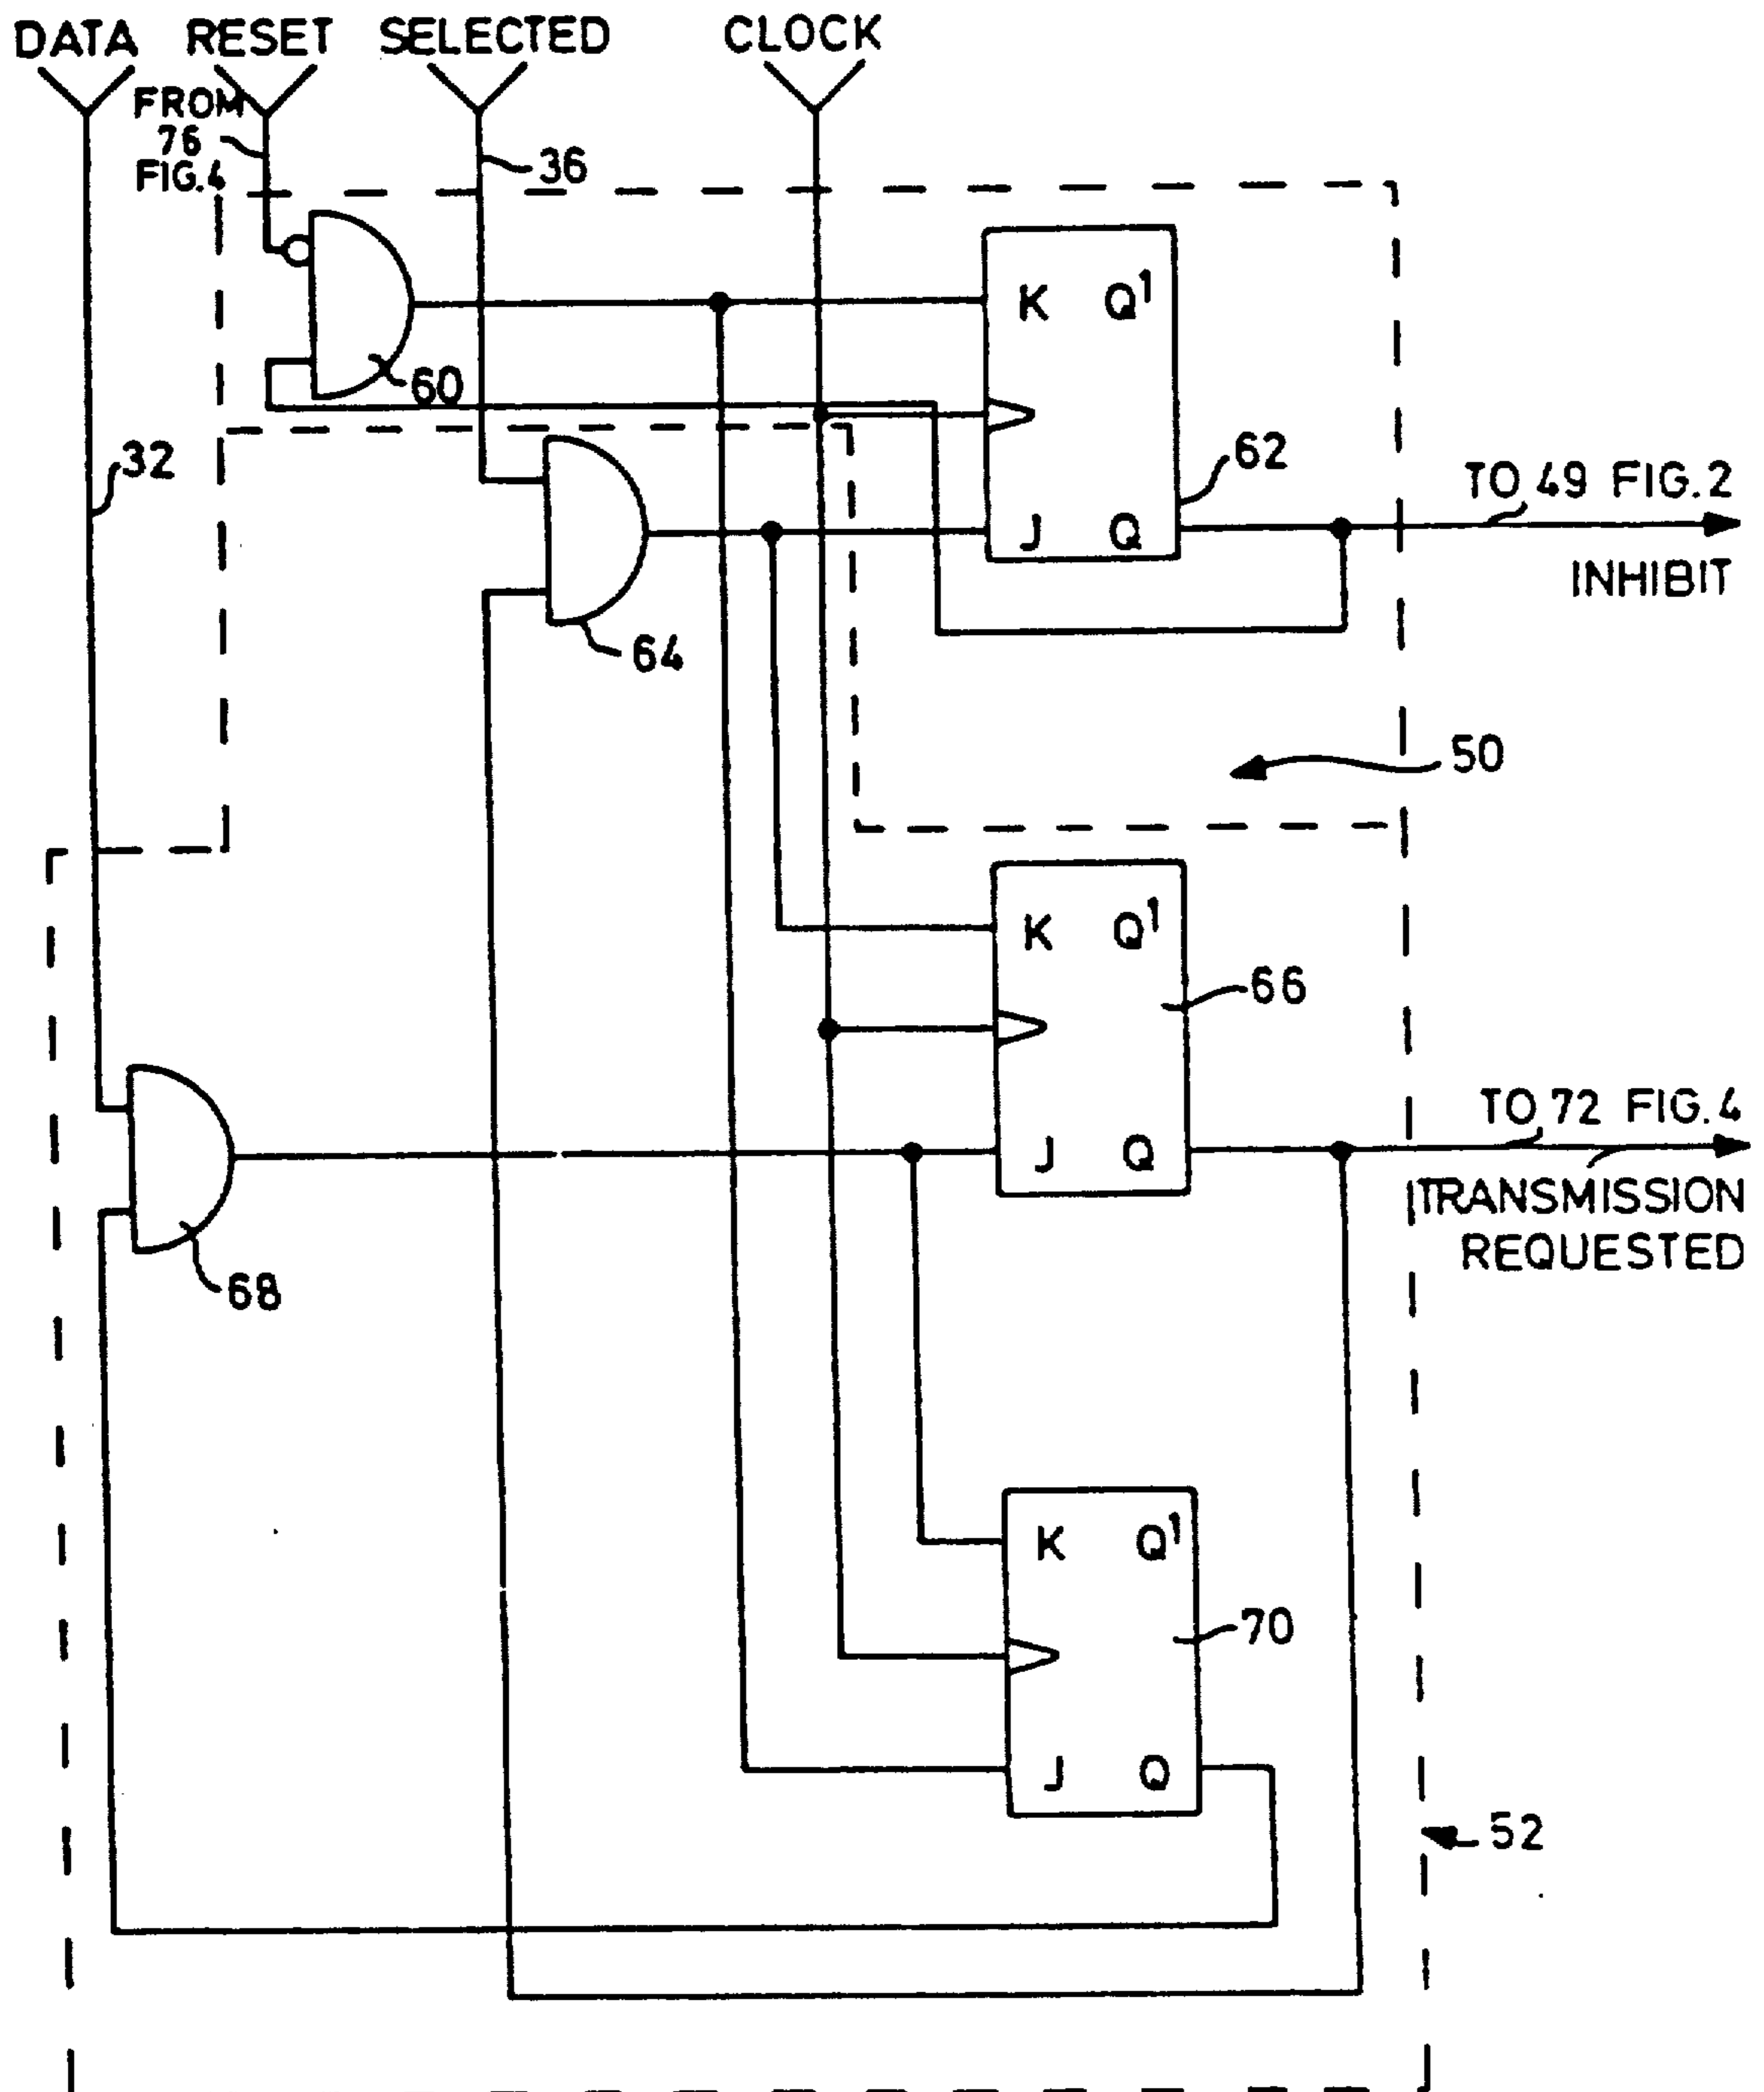 DATA RESET SELECTED CLOCK
FROM
76
FIG.4
36
K Q1
60
32
62
TO 49 FIG.2
J Q
INHIBIT
64
50
K Q1
66
TO 72 FIG.4
J Q
TRANSMISSION
REQUESTED
68
K Q1
70
J Q
52